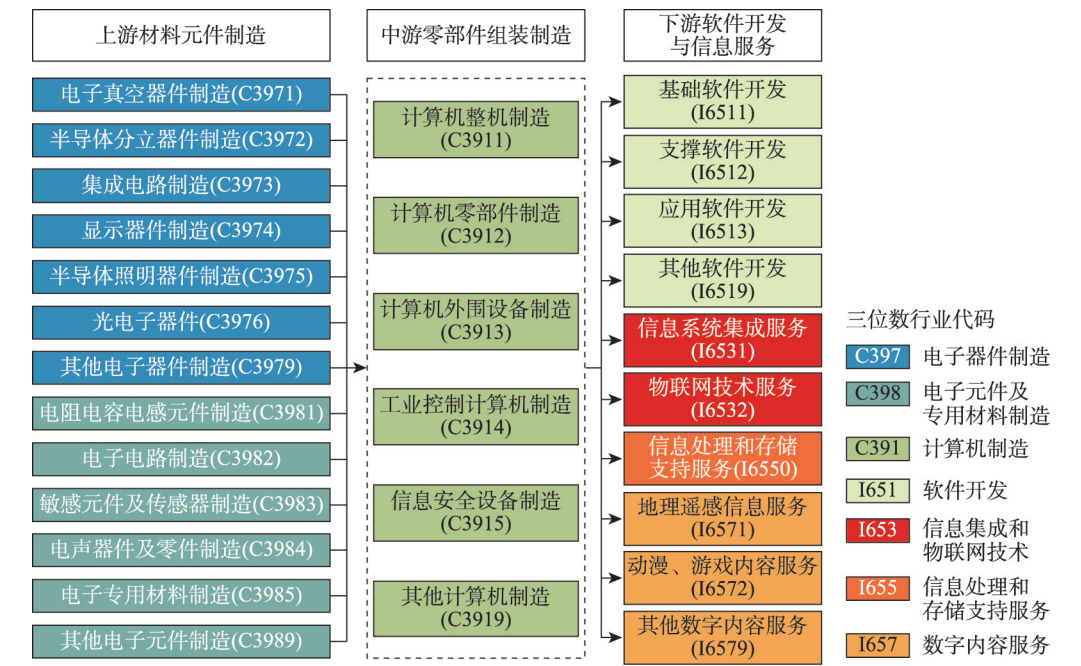 上游材料元件制造
电子真空器件制造(C3971)
半导体分立器件制造(C3972)
集成电路制造(C3973)
显示器件制造(C3974)
半导体照明器件制造(C3975)
光电子器件(C3976)
其他电子器件制造(C3979)
电阻电容电感元件制造(C3981)
电子电路制造(C3982)
敏感元件及传感器制造(C3983)
电声器件及零件制造(C3984)
电子专用材料制造(C3985)
其他电子元件制造(C3989)
中游零部件组装制造
计算机整机制造
(C3911)
计算机零部件制造
(C3912)
计算机外围设备制造
(C3913)
工业控制计算机制造
(C3914)
信息安全设备制造
(C3915)
其他计算机制造
(C3919)
下游软件开发
与信息服务
基础软件开发
(I6511)
支撑软件开发
(I6512)
应用软件开发
(I6513)
其他软件开发
(I6519)
信息系统集成服务
(I6531)
物联网技术服务
(I6532)
信息处理和存储
支持服务(I6550)
地理遥感信息服务
(I6571)
动漫、游戏内容服务
(I6572)
其他数字内容服务
(I6579)
三位数行业代码
C397 电子器件制造
C398 电子元件及
专用材料制造
C391 计算机制造
I651 软件开发
I653 信息集成和
物联网技术
I655 信息处理和
存储支持服务
I657 数字内容服务